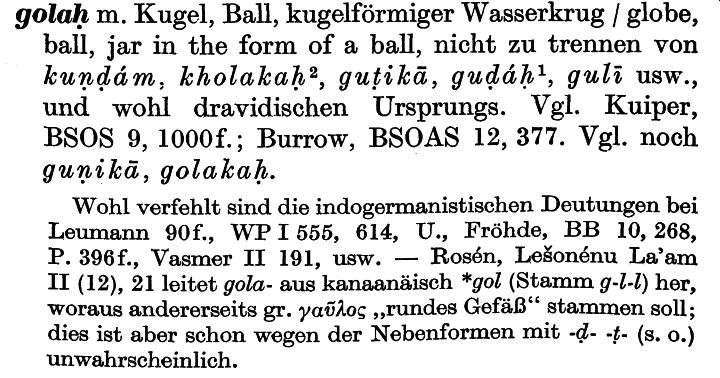 golaḥ m. Kugel, Ball, kugelförmiger Wasserkrug / globe,
ball, jar in the form of a ball, nicht zu trennen von
kuṇḍám, kholakaḥ², guṭikā, guḍáḥ¹, gulī usw.,
und wohl dravidischen Ursprungs. Vgl. Kuiper,
BSOS 9, 1000f.; Burrow, BSOAS 12, 377. Vgl. noch
guṇikā, golakaḥ.
Wohl verfehlt sind die indogermanistischen Deutungen bei
Leumann 90f., WP I 555, 614, U., Fröhde, BB 10, 268,
P. 396f., Vasmer II 191, usw. — Rosén, Lešonénu La'am
II (12), 21 leitet gola- aus kanaanäisch *gol (Stamm g-l-l) her,
woraus andererseits gr. γαῦλος „rundes Gefäß“ stammen soll;
dies ist aber schon wegen der Nebenformen mit -ḍ- -ṭ- (s. o.)
unwahrscheinlich.